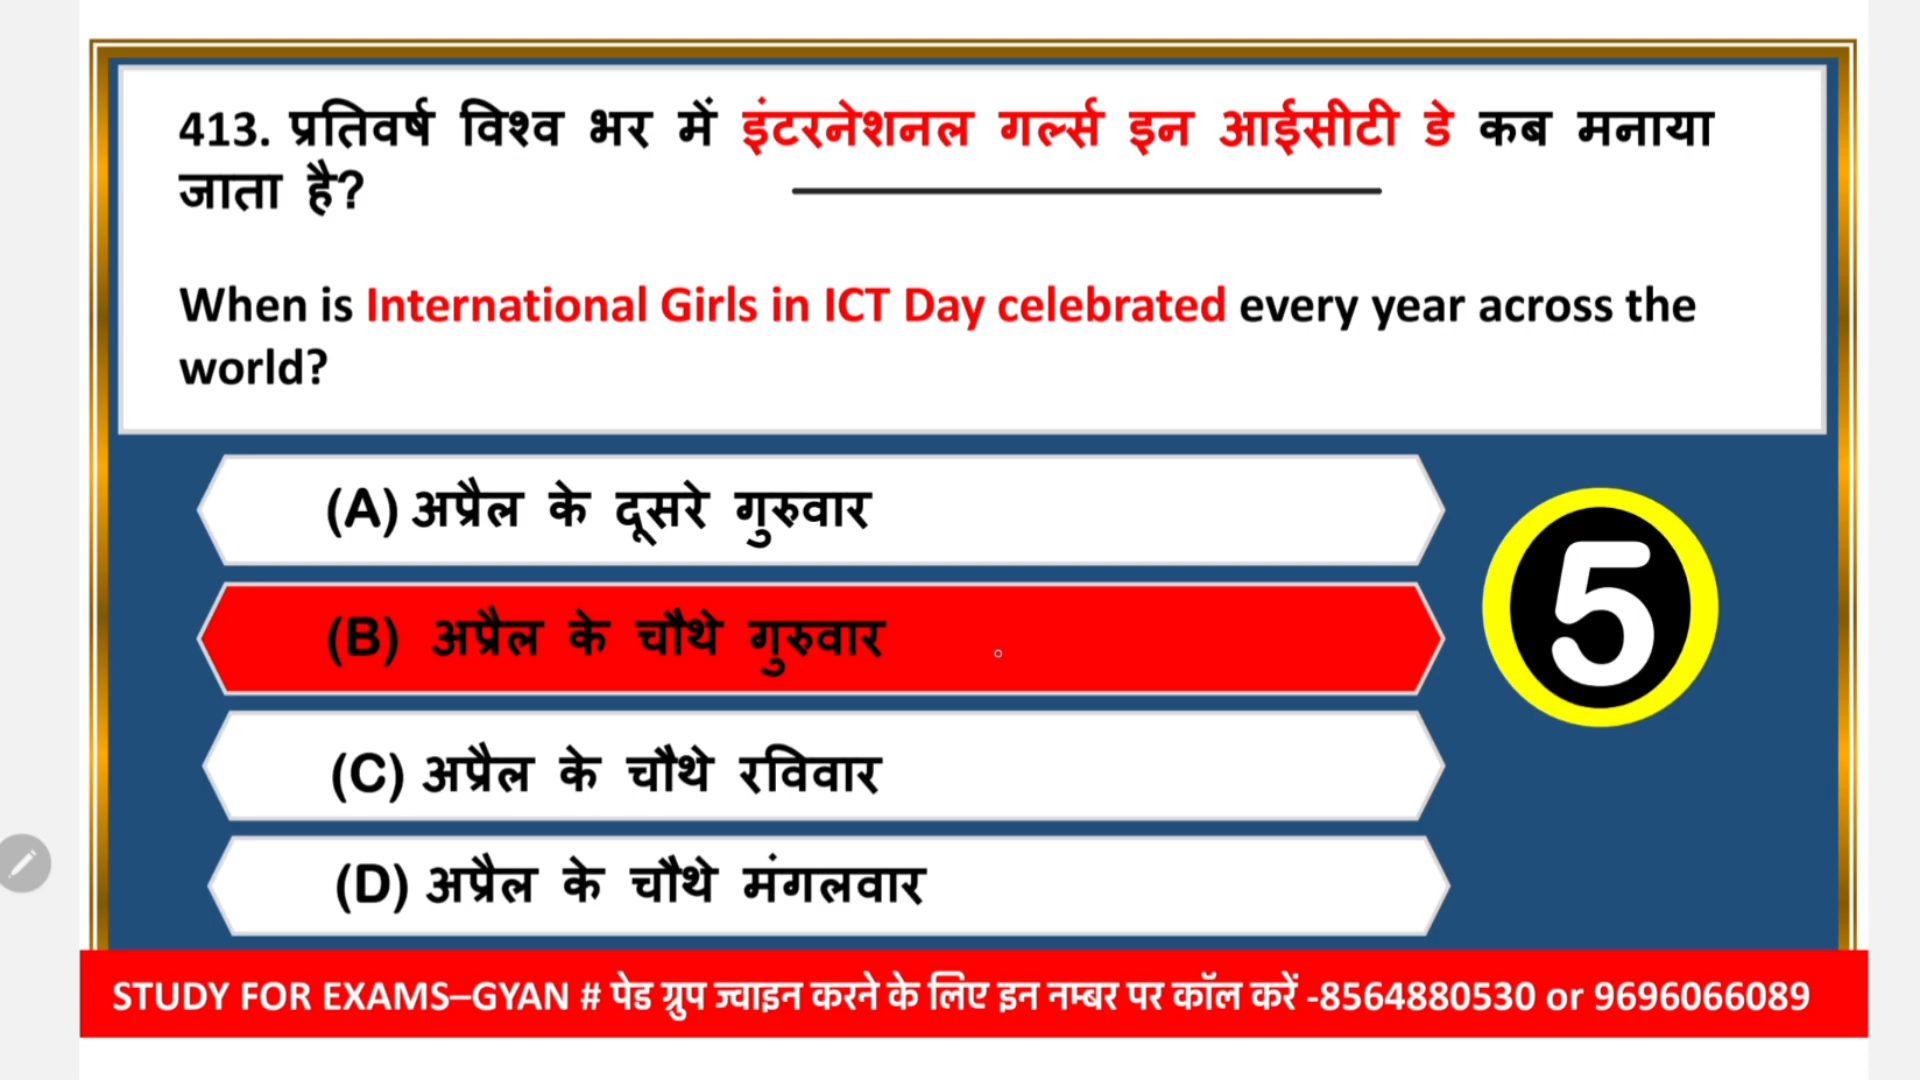 413. प्रतिवर्ष विश्व भर में इंटरनेशनल गर्ल्स इन आईसीटी डे कब मनाया
जाता है?
When is International Girls in ICT Day celebrated every year across the
world?
(A) अप्रैल के दूसरे गुरुवार
(B) अप्रैल के चौथे गुरुवार
5
(C) अप्रैल के चौथे रविवार
(D) अप्रैल के चौथे मंगलवार
STUDY FOR EXAMS–GYAN # पेड ग्रुप ज्वाइन करने के लिए इन नम्बर पर कॉल करें -8564880530 or 9696066089